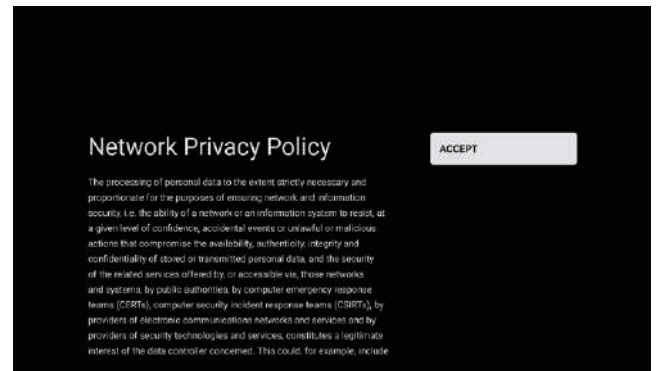 Network Privacy Policy
ACCEPT
The processing of personal data to the extent strictly necessary and
proportionate for the purposes of ensuring network and information
security, i.e. the ability of a network or an information system to resist, at
a given level of confidence, accidental events or unlawful or malicious
actions that compromise the availability, authenticity, integrity and
confidentiality of stored or transmitted personal data, and the security
of the related services offered by, or accessible via, those networks
and systems, by public authorities, by computer emergency response
teams (CERTs), computer security incident response teams (CSIRTs), by
providers of electronic communications networks and services and by
providers of security technologies and services, constitutes a legitimate
interest of the data controller concerned. This could, for example, include